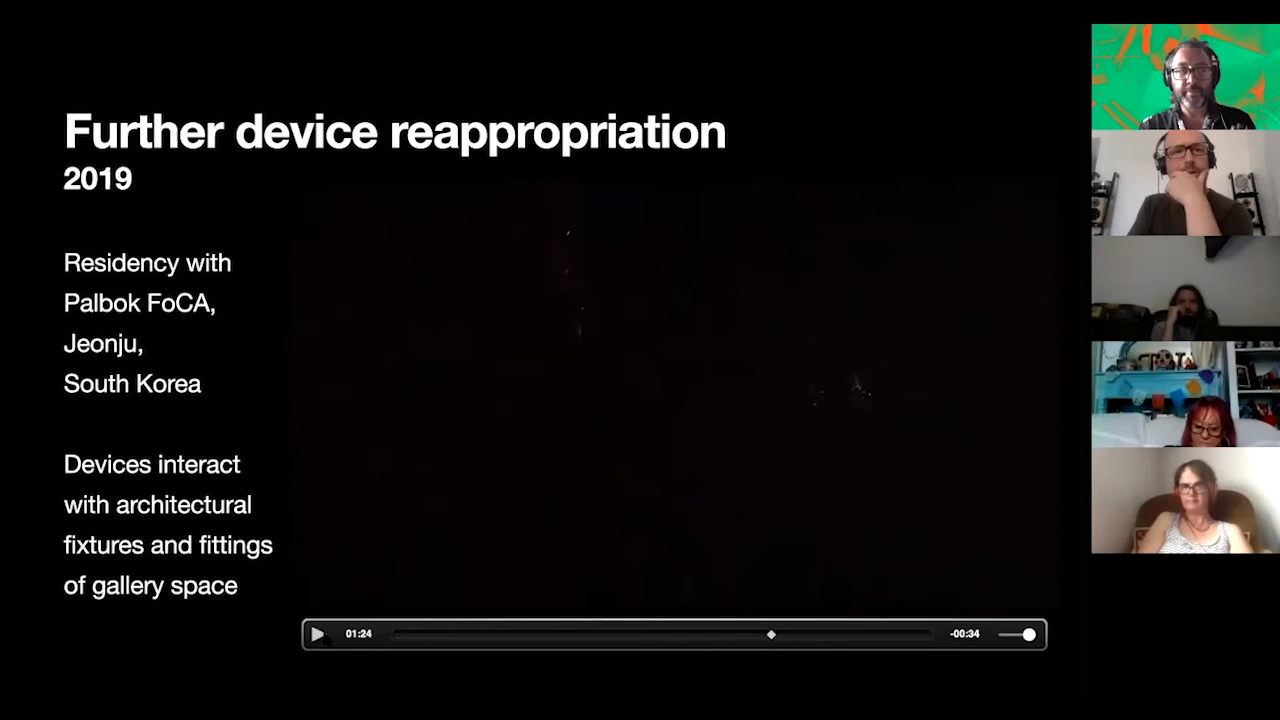 Further device reappropriation
2019
Residency with
Palbok FoCA,
Jeonju,
South Korea
Devices interact
with architectural
fixtures and fittings
of gallery space
01:24
-00:34